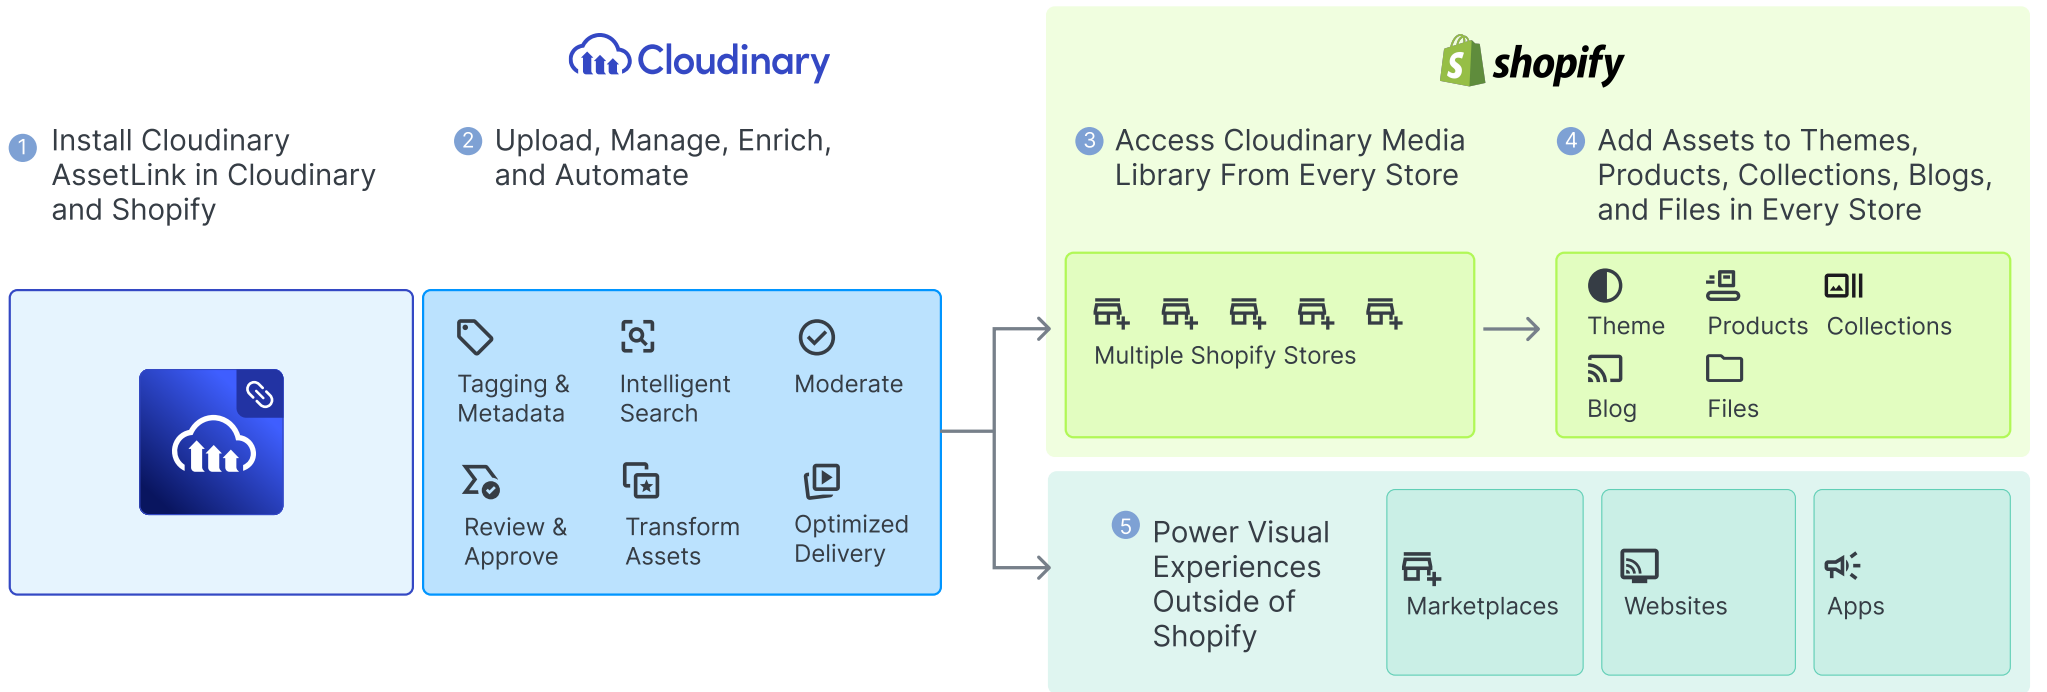 Cloudinary
1
Install Cloudinary
AssetLink in Cloudinary
and Shopify
2
Upload, Manage, Enrich,
and Automate
Tagging &
Metadata
Intelligent
Search
Moderate
Review &
Approve
Transform
Assets
Optimized
Delivery
shopify
3
Access Cloudinary Media
Library From Every Store
Multiple Shopify Stores
4
Add Assets to Themes,
Products, Collections, Blogs,
and Files in Every Store
Theme
Products
Collections
Blog
Files
5
Power Visual
Experiences
Outside of
Shopify
Marketplaces
Websites
Apps